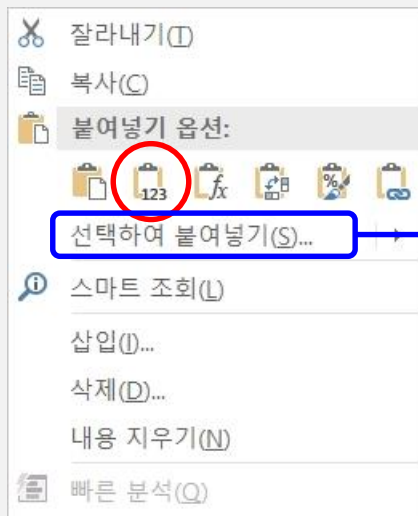 잘라내기(T)
복사(C)
붙여넣기 옵션:
123 fx %
선택하여 붙여넣기(S)...
스마트 조회(L)
삽입(I)...
삭제(D)...
내용 지우기(N)
빠른 분석(Q)